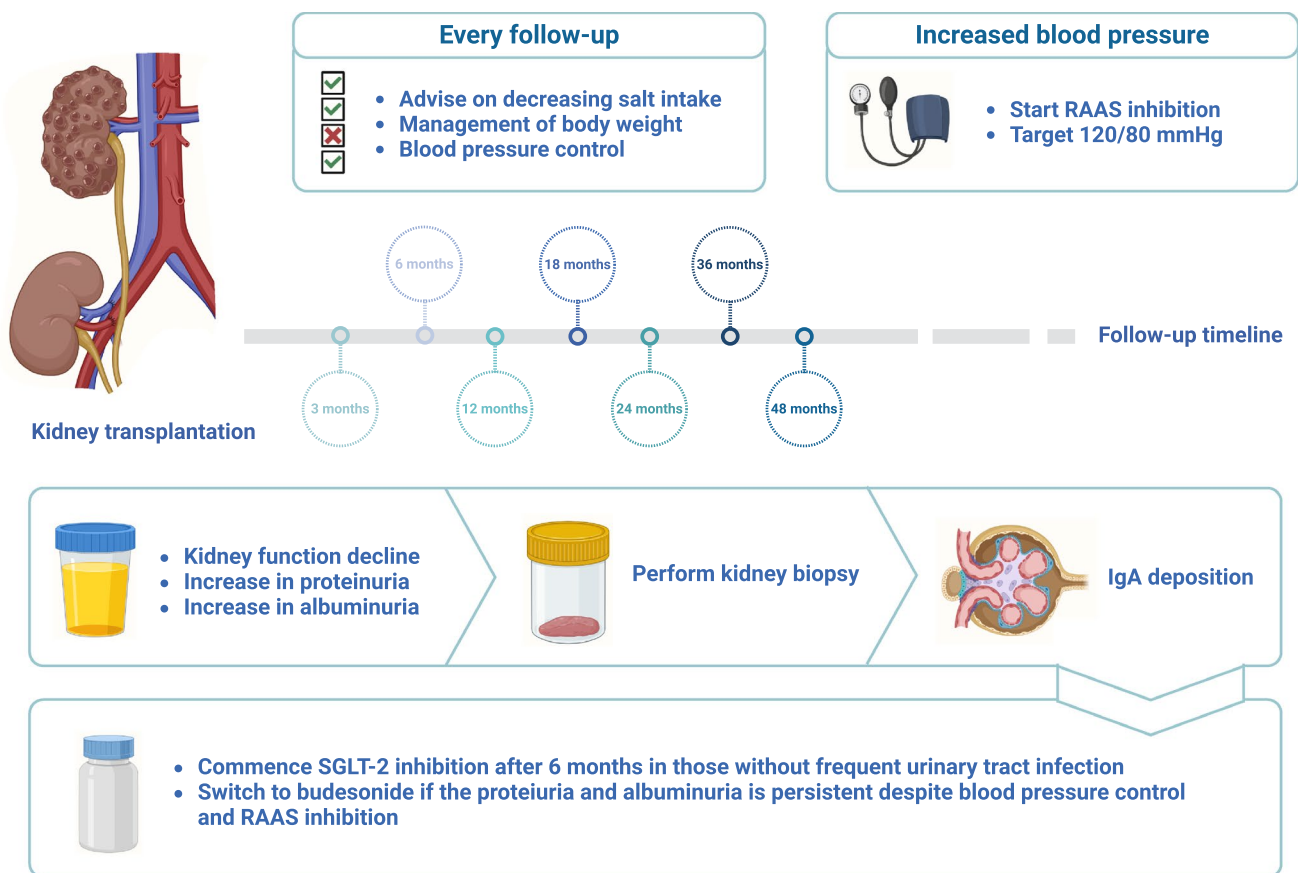 Every follow-up
• Advise on decreasing salt intake
• Management of body weight
• Blood pressure control
Increased blood pressure
• Start RAAS inhibition
• Target 120/80 mmHg
6 months
18 months
36 months
Follow-up timeline
3 months
12 months
24 months
48 months
Kidney transplantation
• Kidney function decline
• Increase in proteinuria
• Increase in albuminuria
Perform kidney biopsy
IgA deposition
• Commence SGLT-2 inhibition after 6 months in those without frequent urinary tract infection
• Switch to budesonide if the proteiuria and albuminuria is persistent despite blood pressure control
and RAAS inhibition